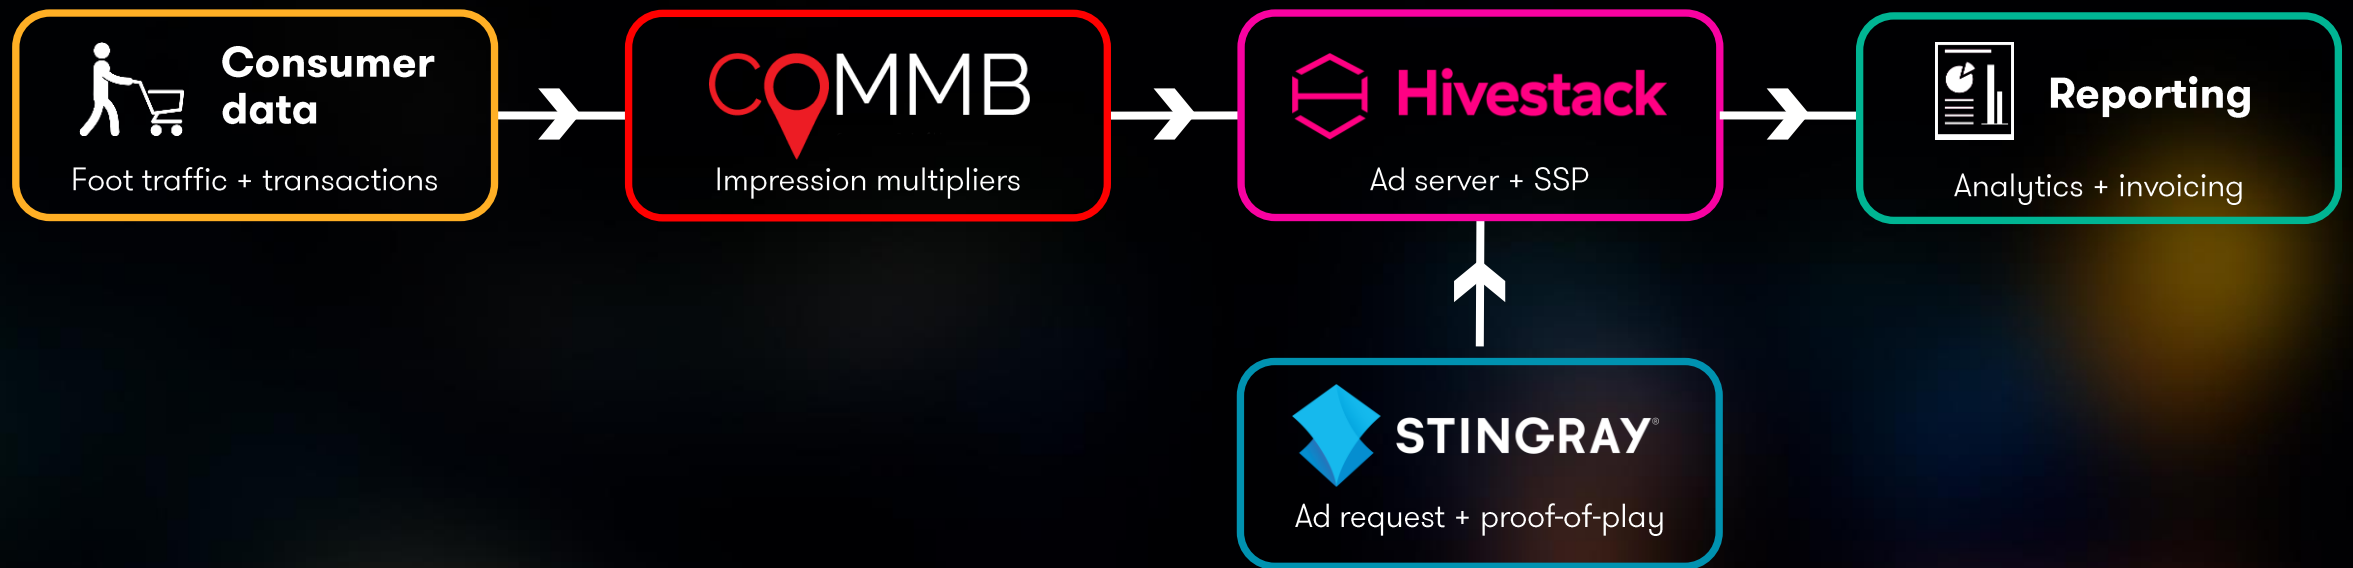 Consumer
data
Foot traffic + transactions
COMMB
Impression multipliers
Hivestack
Ad server + SSP
Reporting
Analytics + invoicing
STINGRAY®
Ad request + proof-of-play